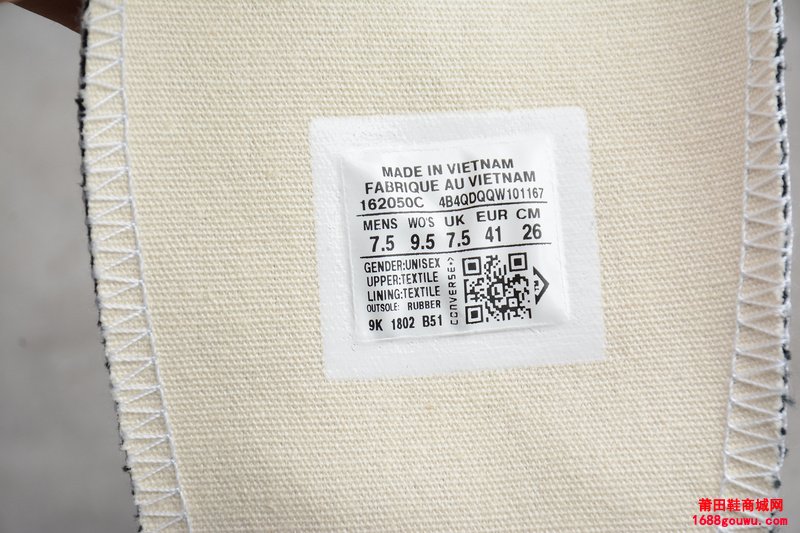 MADE IN VIETNAM
FABRIQUE AU VIETNAM
162050C 4B4QDQQW101167
MENS WO'S UK EUR CM
7.5 9.5 7.5 41 26
GENDER:UNISEX
UPPER:TEXTILE
LINING:TEXTILE
OUTSOLE: RUBBER
9K 1802 B51
CONVERSE
TM
莆田鞋商城网
1688gouwu.com